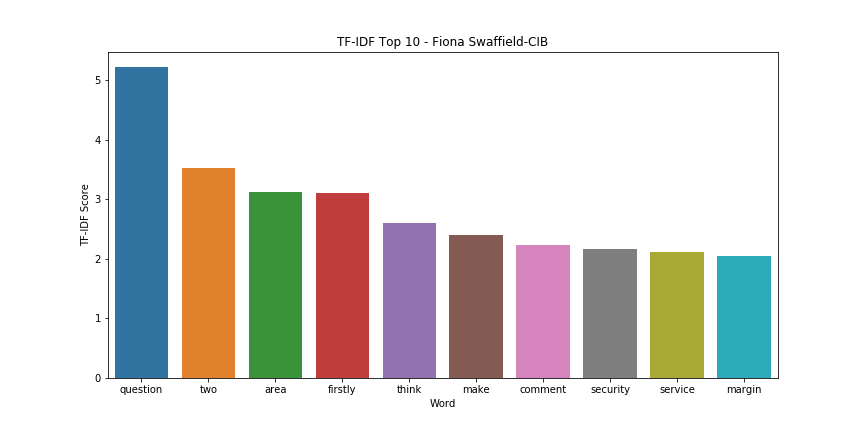 TF-IDF Top 10 - Fiona Swaffield-CIB
TF-IDF Score
5
4
3
2
1
0
question two area firstly think make comment security service margin
Word